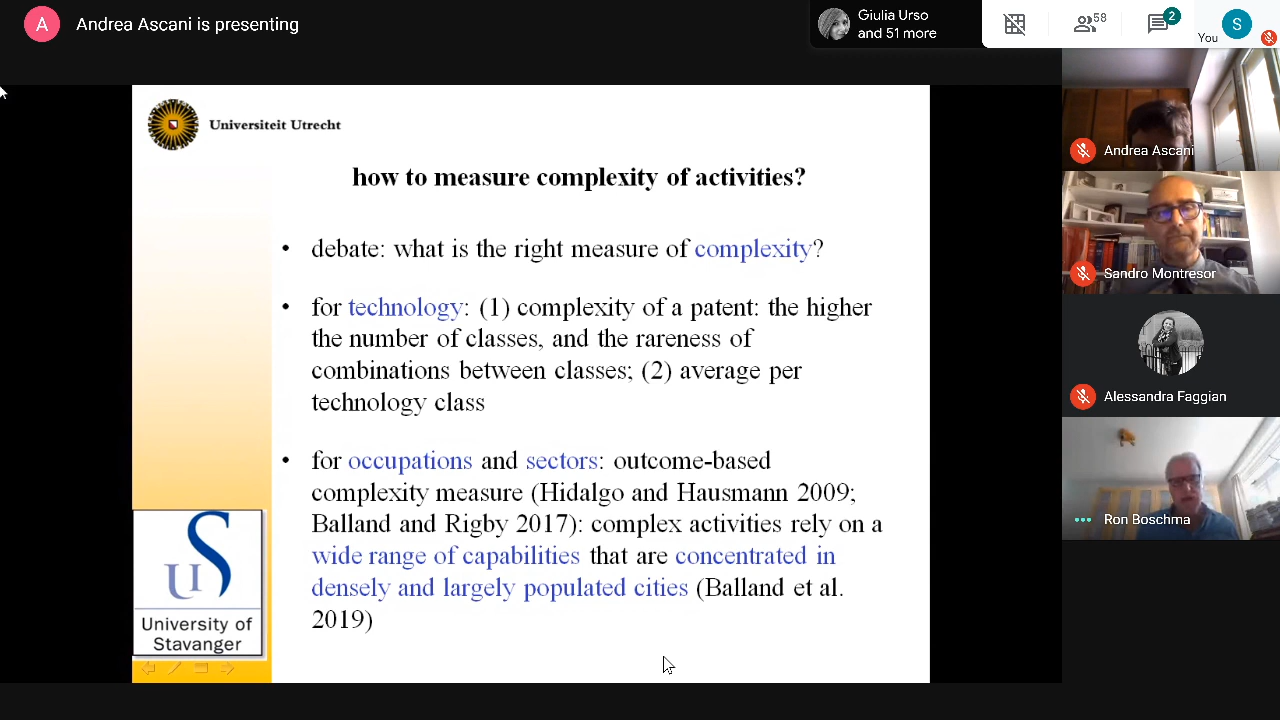 A
Andrea Ascani is presenting
Giulia Urso
and 51 more
58
2
You
S
Universiteit Utrecht
how to measure complexity of activities?
• debate: what is the right measure of complexity?
• for technology: (1) complexity of a patent: the higher
the number of classes, and the rareness of
combinations between classes; (2) average per
technology class
• for occupations and sectors: outcome-based
complexity measure (Hidalgo and Hausmann 2009;
Balland and Rigby 2017): complex activities rely on a
wide range of capabilities that are concentrated in
densely and largely populated cities (Balland et al.
2019)
US
University of
Stavanger
Andrea Ascani
Sandro Montresor
Alessandra Faggian
Ron Boschma